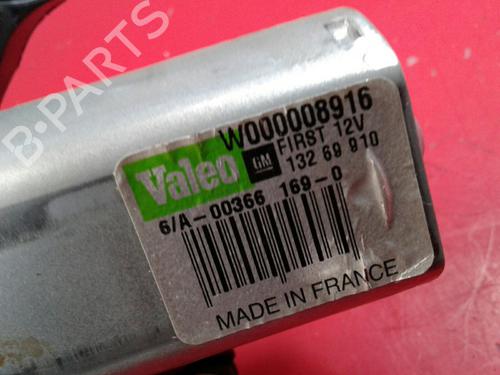 B-PARTS
W000008916
FIRST 12V
Valeo GM 132 69 910
6/A-00366 169-0
MADE IN FRANCE